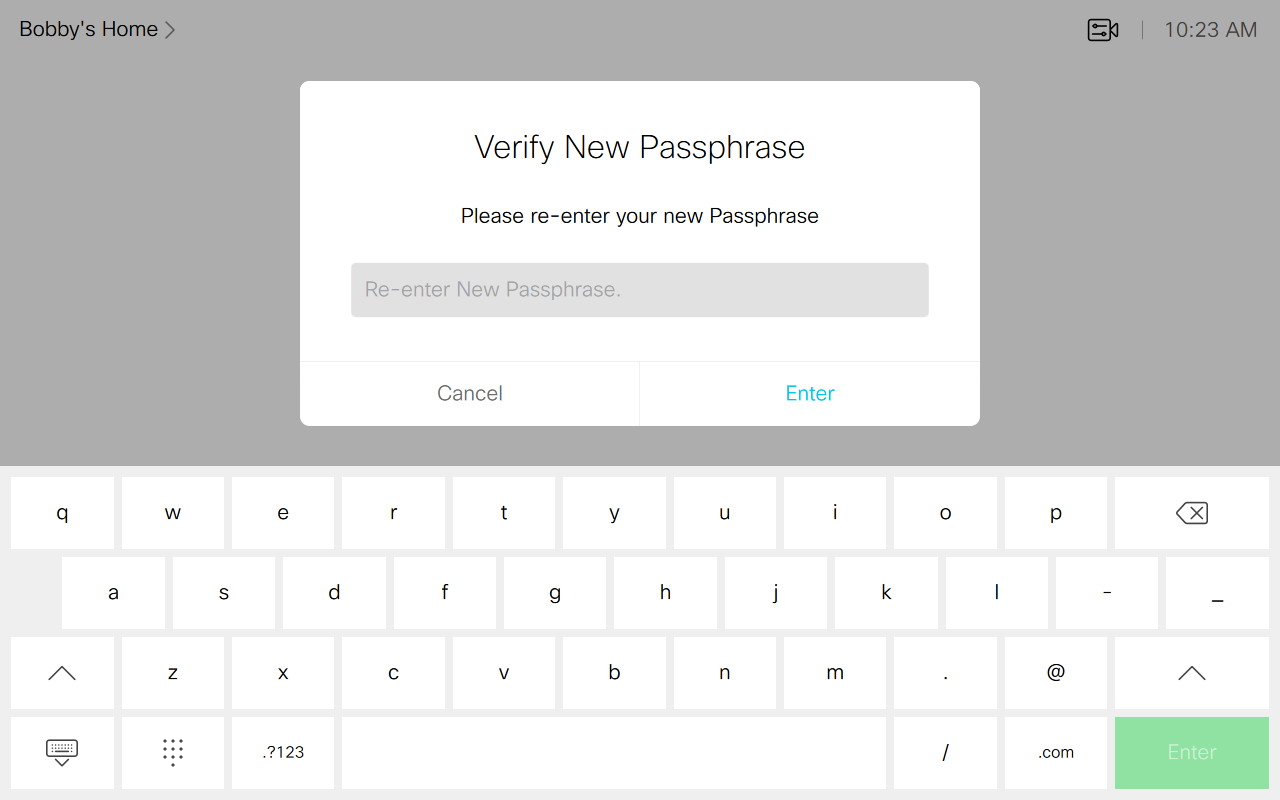 Bobby's Home
10:23 AM
Verify New Passphrase
Please re-enter your new Passphrase
Re-enter New Passphrase.
Cancel Enter
q w e r t y u i o p
a s d f g h j k l - _
z x c v b n m . @
.?123 / .com Enter